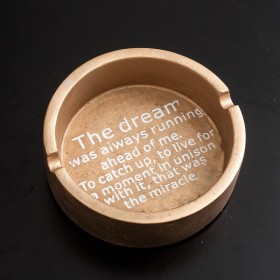 The dream
was always running
ahead of me.
To catch up, to live for
a moment in unison
with it, that was
the miracle